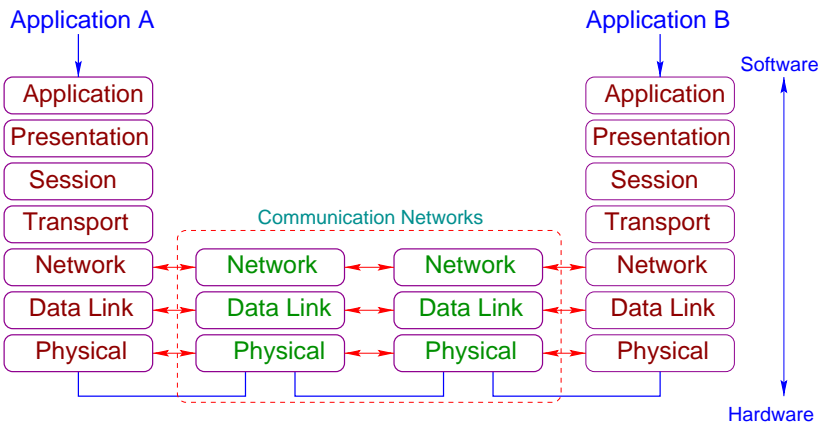 Application A
Application B
Software
Application
Application
Presentation
Presentation
Session
Session
Transport
Communication Networks
Transport
Network
Network
Network
Network
Data Link
Data Link
Data Link
Data Link
Physical
Physical
Physical
Physical
Hardware